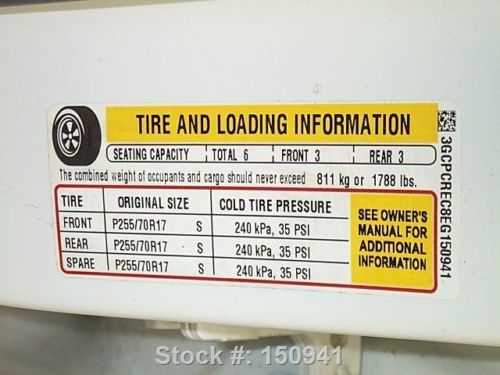 TIRE AND LOADING INFORMATION
SEATING CAPACITY TOTAL 6 FRONT 3 REAR 3
The combined weight of occupants and cargo should never exceed 811 kg or 1788 lbs.
TIRE ORIGINAL SIZE COLD TIRE PRESSURE
FRONT P255/70R17 S 240 kPa, 35 PSI
REAR P255/70R17 S 240 kPa, 35 PSI
SPARE P255/70R17 S 240 kPa, 35 PSI
SEE OWNER'S
MANUAL FOR
ADDITIONAL
INFORMATION
3GCPCREC8EG150941
Stock #: 150941